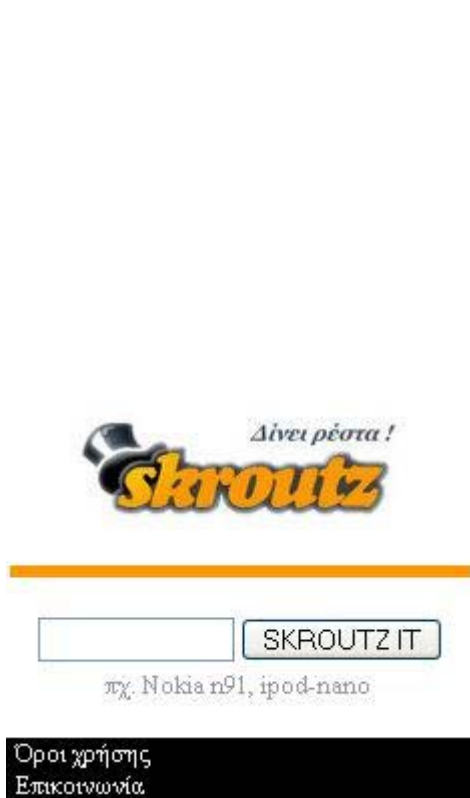 Δίνει ρέστα !
skroutz
SKROUTZ IT
πχ. Nokia n91, ipod-nano
Όροι χρήσης
Επικοινωνία